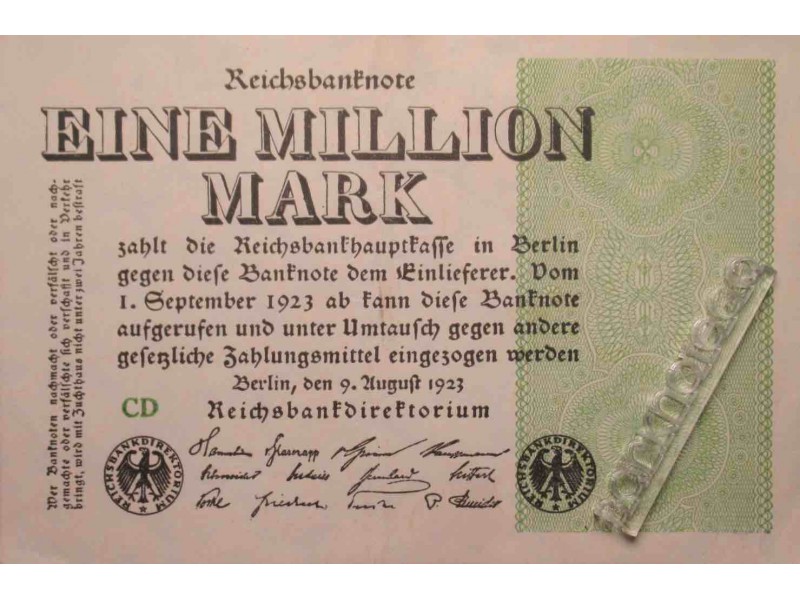 Reichsbanknote
EINE MILLION
MARK
zahlt die Reichsbankhauptkasse in Berlin
gegen diese Banknote dem Einlieferer. Vom
1. September 1923 ab kann diese Banknote
aufgerufen und unter Umtausch gegen andere
gesetzliche Zahlungsmittel eingezogen werden
Berlin, den 9. August 1923
CD Reichsbankdirektorium
REICHSBANKDIREKTORIUM
REICHSBANKDIREKTORIUM
Wer Banknoten nachmacht oder verfälscht oder nach-
gemachte oder verfälschte sich verschafft und in Verkehr
bringt, wird mit Zuchthaus nicht unter zwei Jahren bestraft